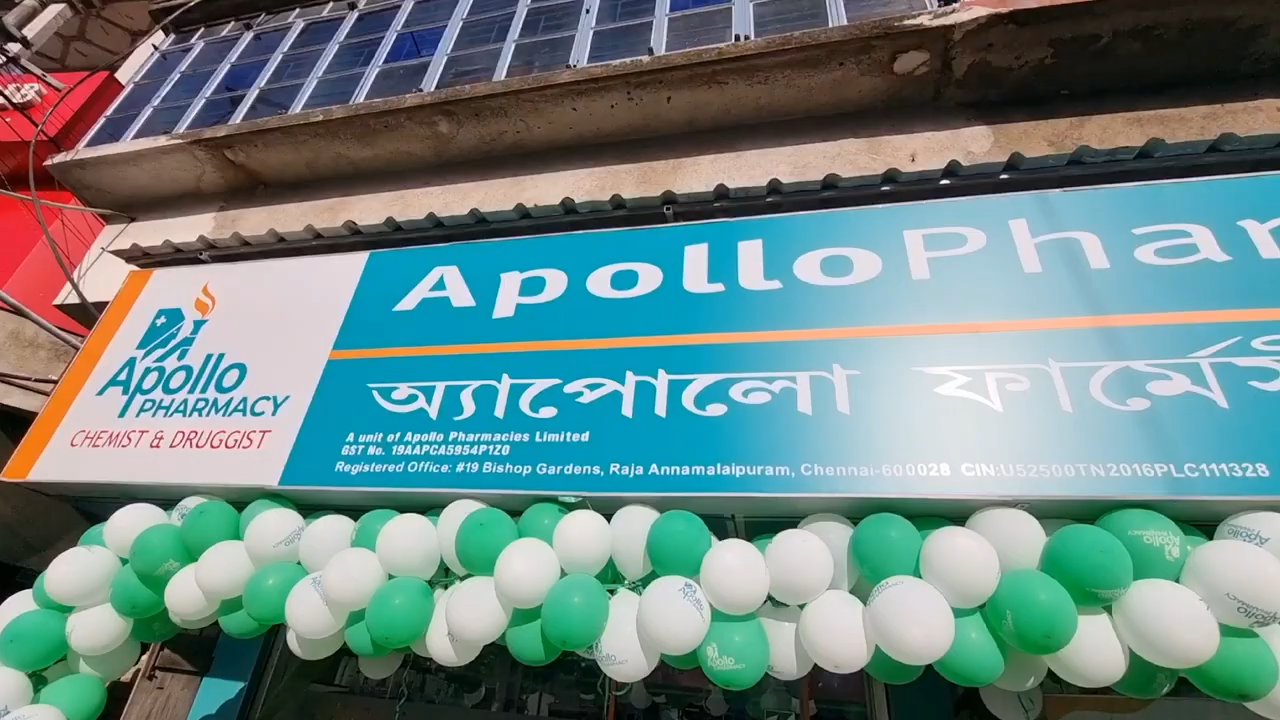 Apollo
PHARMACY
CHEMIST & DRUGGIST
ApolloPhar
অ্যাপোলো ফার্মে
A unit of Apollo Pharmacies Limited
GST No. 19AAPCA5954P1Z0
Registered Office: #19 Bishop Gardens, Raja Annamalaipuram, Chennai-600028 CIN:U52500TN2016PLC111328